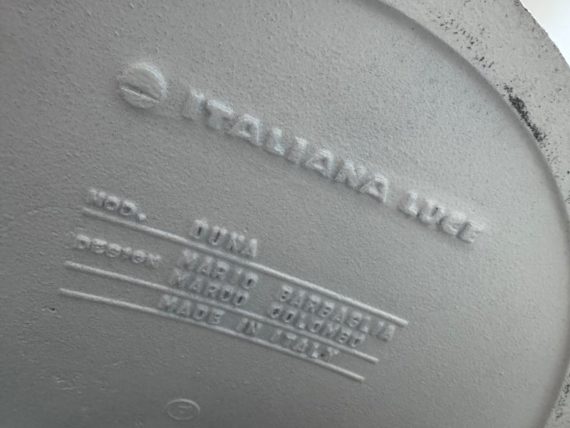 ITALIANA LUCE
MOD. DUNA
DESIGN MARIO BARBAGLIA
MARCO COLOMBO
MADE IN ITALY